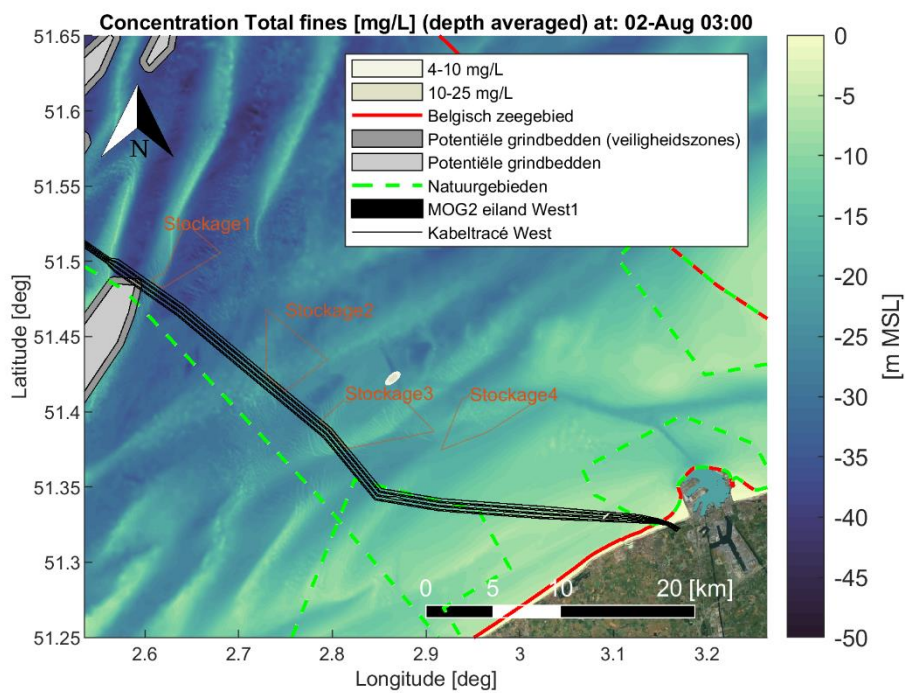 Concentration Total fines [mg/L] (depth averaged) at: 02-Aug 03:00
51.65
51.6
51.55
51.5
51.45
51.4
51.35
51.3
51.25
Latitude [deg]
N
4-10 mg/L
10-25 mg/L
Belgisch zeegebied
Potentiële grindbedden (veiligheidszones)
Potentiële grindbedden
Natuurgebieden
MOG2 eiland West1
Kabeltracé West
Stockage1
Stockage2
Stockage3
Stockage4
0 5 10 20 [km]
2.6 2.7 2.8 2.9 3 3.1 3.2
Longitude [deg]
0
-5
-10
-15
-20
-25
-30
-35
-40
-45
-50
[m MSL]